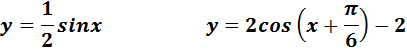 y = 1/2 sinx    y = 2cos (x + π/6) − 2